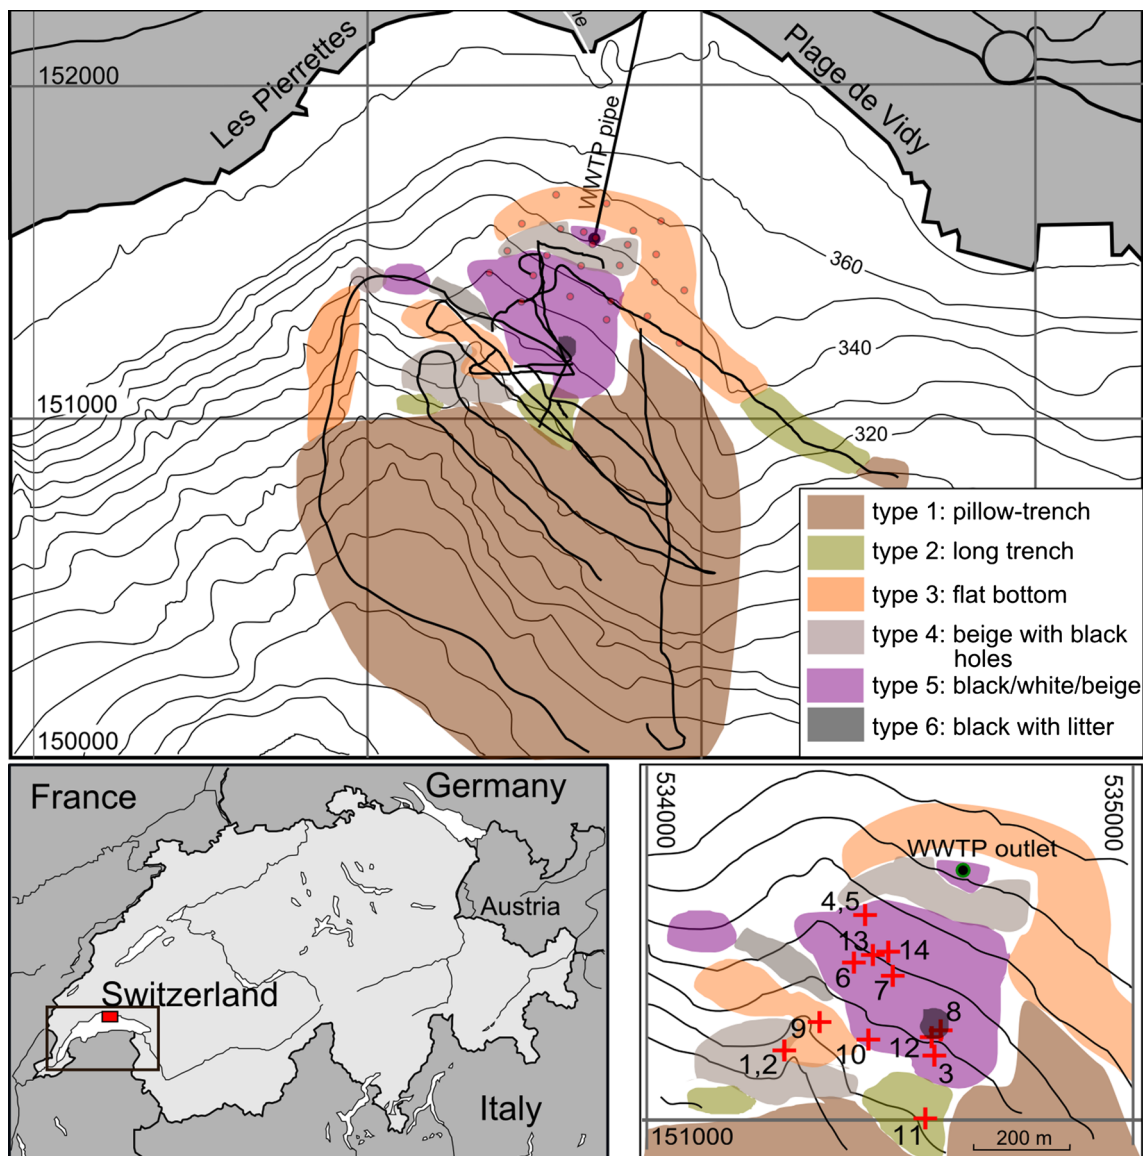 ne
Les Pierrettes
Plage de Vidy
152000
WWTP pipe
360
340
151000
320
type 1: pillow-trench
type 2: long trench
type 3: flat bottom
type 4: beige with black
holes
type 5: black/white/beige
type 6: black with litter
150000
France
Germany
Austria
Switzerland
Italy
534000
535000
WWTP outlet
4,5
13
14
6
7
8
9
10
12
1,2
3
11
151000
200 m